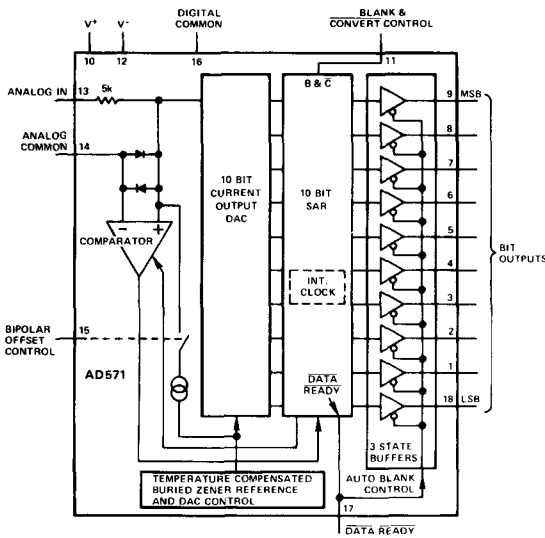 V+
V-
DIGITAL
COMMON
BLANK &
CONVERT CONTROL
10
12
16
11
ANALOG IN
13
5k
B & C
9
MSB
ANALOG
COMMON
14
8
7
10 BIT
CURRENT
OUTPUT
DAC
10 BIT
SAR
6
-
+
COMPARATOR
5
BIT
OUTPUTS
INT.
CLOCK
4
3
BIPOLAR
OFFSET
CONTROL
15
2
AD571
1
DATA
READY
18
LSB
3 STATE
BUFFERS
TEMPERATURE COMPENSATED
BURIED ZENER REFERENCE
AND DAC CONTROL
AUTO BLANK
CONTROL
17
DATA READY